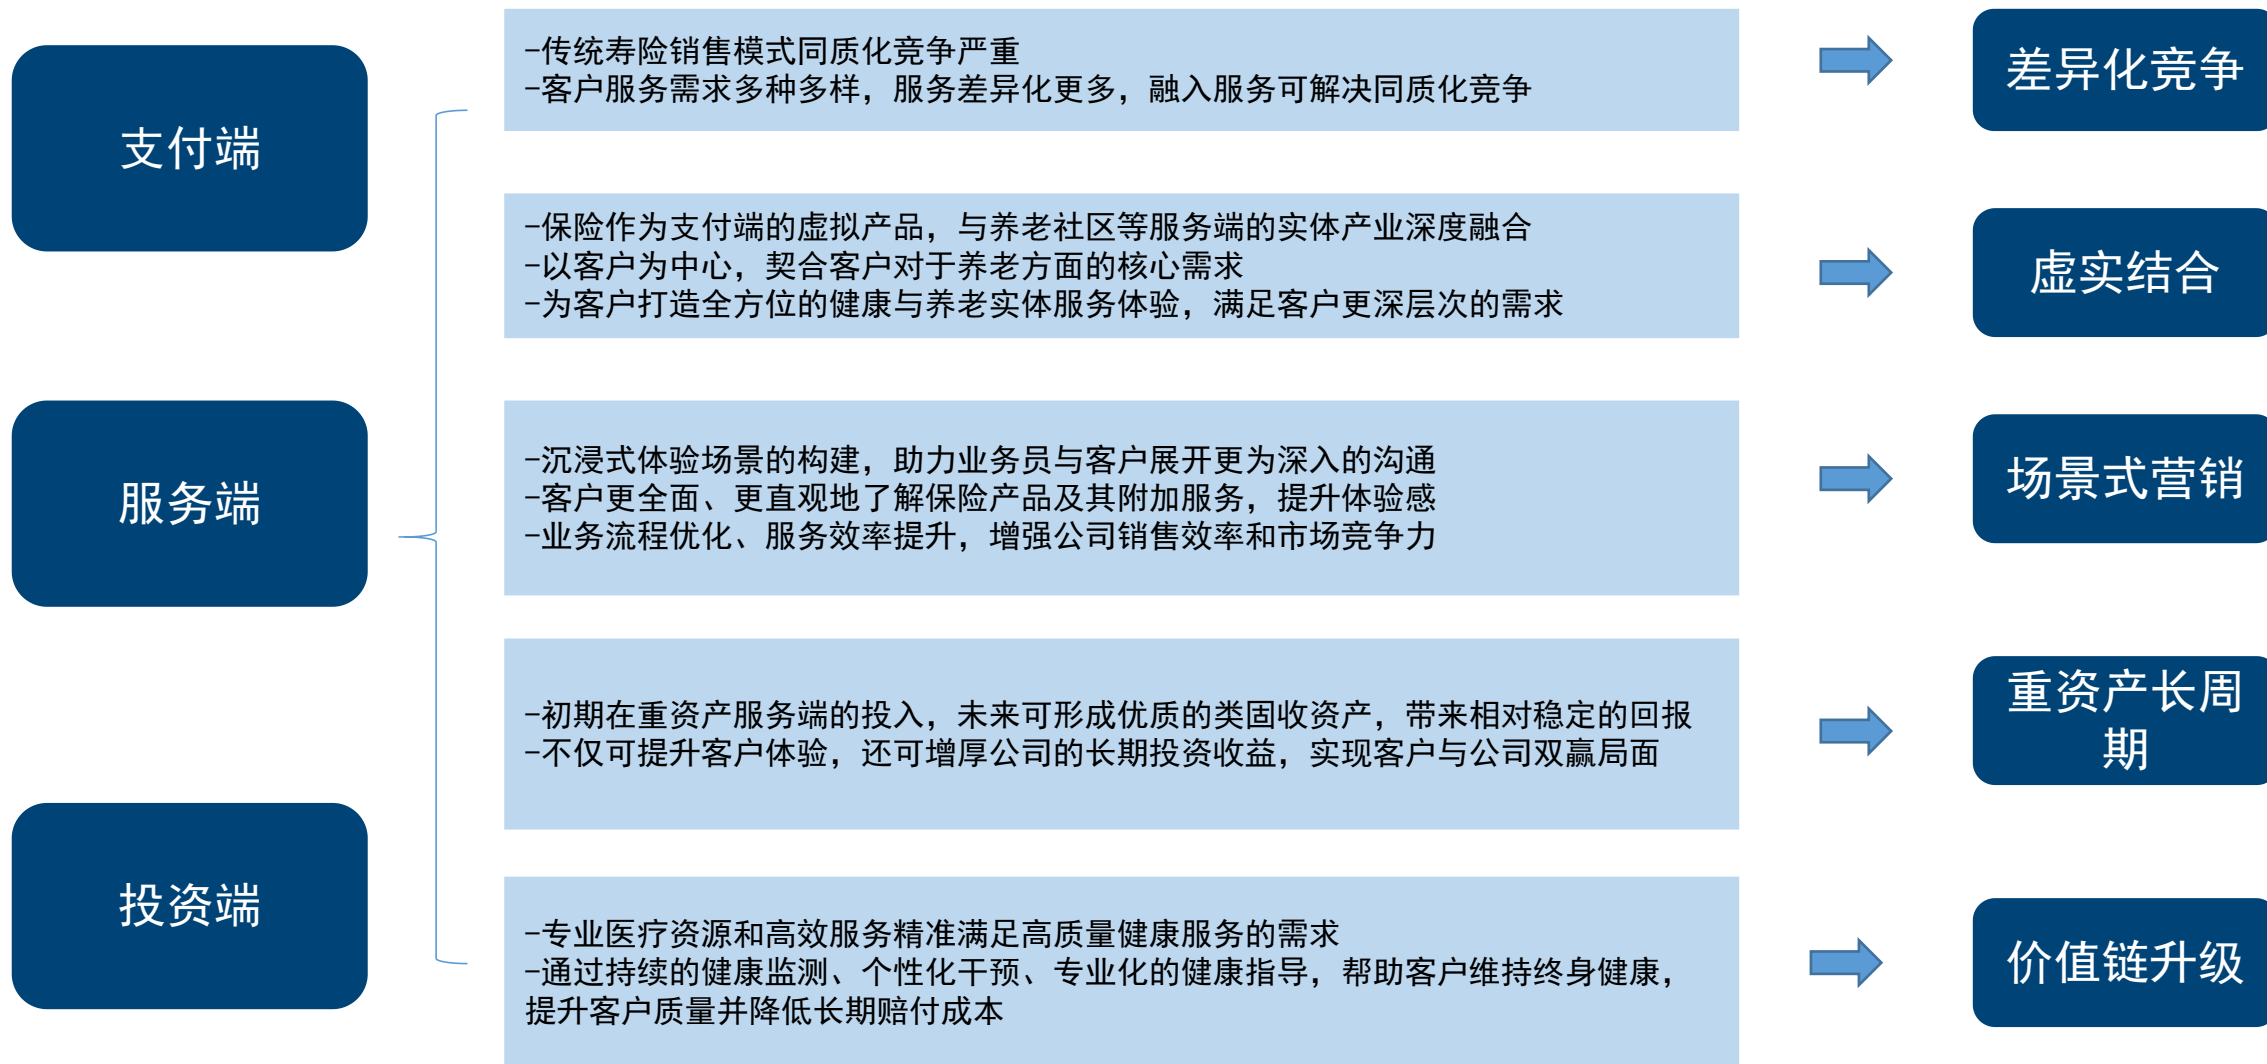 支付端
服务端
投资端
-传统寿险销售模式同质化竞争严重
-客户服务需求多种多样，服务差异化更多，融入服务可解决同质化竞争
差异化竞争
-保险作为支付端的虚拟产品，与养老社区等服务端的实体产业深度融合
-以客户为中心，契合客户对于养老方面的核心需求
-为客户打造全方位的健康与养老实体服务体验，满足客户更深层次的需求
虚实结合
-沉浸式体验场景的构建，助力业务员与客户展开更为深入的沟通
-客户更全面、更直观地了解保险产品及其附加服务，提升体验感
-业务流程优化、服务效率提升，增强公司销售效率和市场竞争力
场景式营销
-初期在重资产服务端的投入，未来可形成优质的类固收资产，带来相对稳定的回报
-不仅可提升客户体验，还可增厚公司的长期投资收益，实现客户与公司双赢局面
重资产长周
期
-专业医疗资源和高效服务精准满足高质量健康服务的需求
-通过持续的健康监测、个性化干预、专业化的健康指导，帮助客户维持终身健康，
提升客户质量并降低长期赔付成本
价值链升级